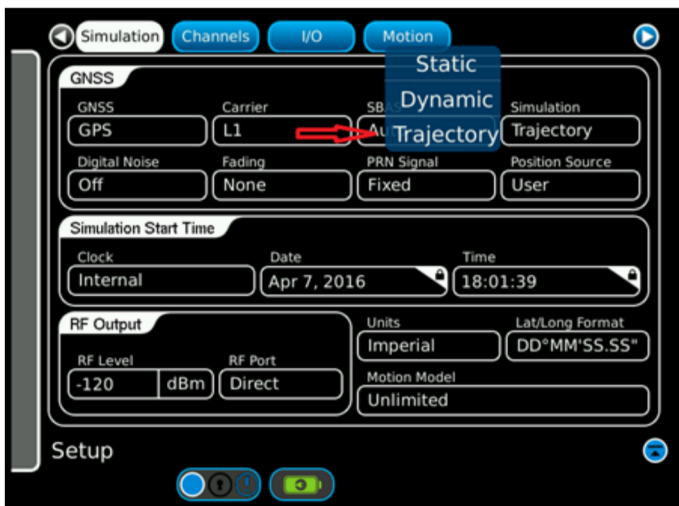 Simulation Channels I/O Motion
Static
Dynamic
Trajectory
GNSS
GNSS Carrier Simulation
GPS L1 Trajectory
Digital Noise Fading PRN Signal Position Source
Off None Fixed User
Simulation Start Time
Clock Date Time
Internal Apr 7, 2016 18:01:39
RF Output
RF Level RF Port
-120 dBm Direct
Units Lat/Long Format
Imperial DD°MM'SS.SS"
Motion Model
Unlimited
Setup